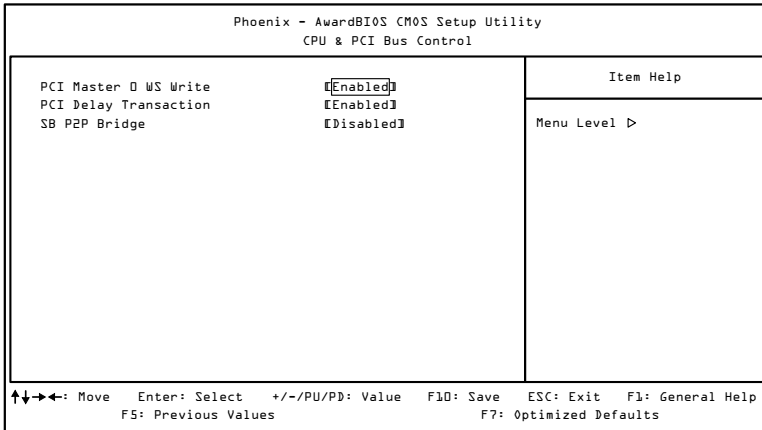 Phoenix - AwardBIOS CMOS Setup Utility
CPU & PCI Bus Control
PCI Master 0 WS Write [Enabled]
PCI Delay Transaction [Enabled]
SB P2P Bridge [Disabled]
Item Help
Menu Level ▷
↑↓→←: Move Enter: Select +/-/PU/PD: Value F10: Save ESC: Exit F1: General Help
F5: Previous Values F7: Optimized Defaults